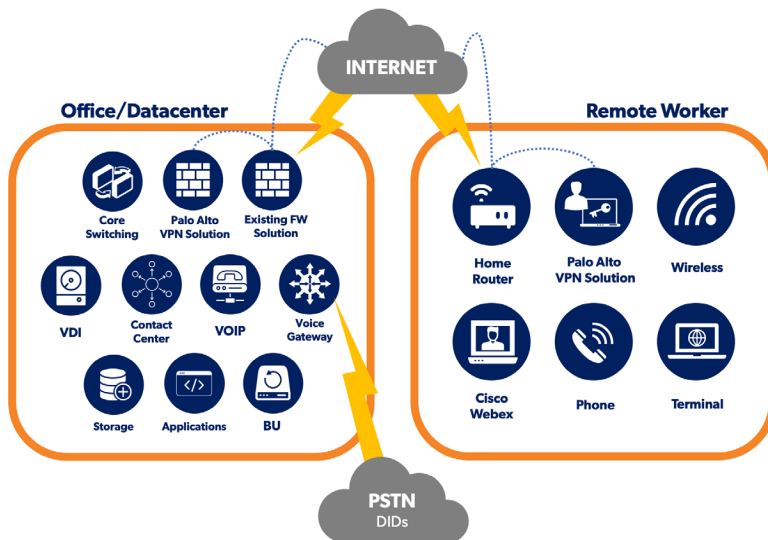 INTERNET
Office/Datacenter
Remote Worker
Core
Switching
Palo Alto
VPN Solution
Existing FW
Solution
Home
Router
Palo Alto
VPN Solution
Wireless
VDI
Contact
Center
VOIP
Voice
Gateway
Storage
Applications
BU
Cisco
Webex
Phone
Terminal
PSTN
DIDs